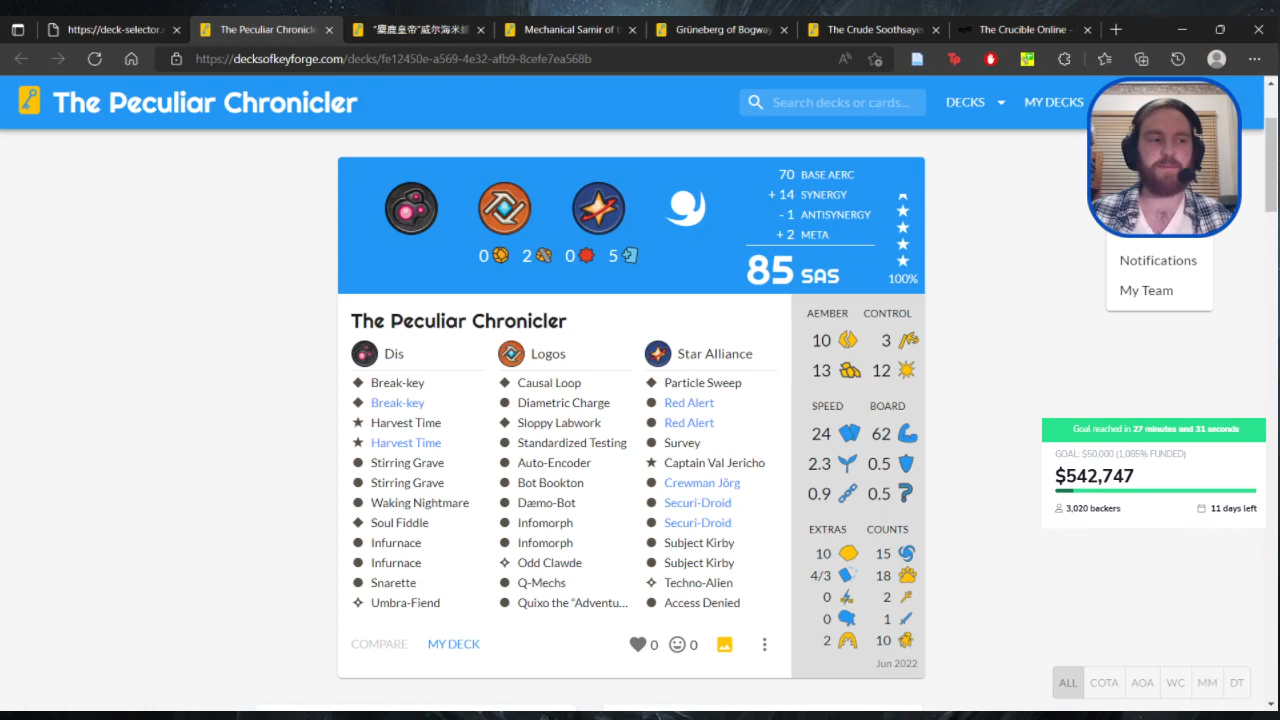 https://deck-selector.
The Peculiar Chronicle
"麋鹿皇帝"威尔海米
Mechanical Samir of
Grüneberg of Bogway
The Crude Soothsaye
The Crucible Online -
https://decksofkeyforge.com/decks/fe12450e-a569-4e32-afb9-8cefe7ea568b
The Peculiar Chronicler
Search decks or cards...
DECKS
MY DECKS
Notifications
My Team
70 BASE AERC
+ 14 SYNERGY
- 1 ANTISYNERGY
+ 2 META
85 SAS
100%
0 2 0 5
The Peculiar Chronicler
Dis
Break-key
Break-key
Harvest Time
Harvest Time
Stirring Grave
Stirring Grave
Waking Nightmare
Soul Fiddle
Infurnace
Infurnace
Snarette
Umbra-Fiend
Logos
Causal Loop
Diametric Charge
Sloppy Labwork
Standardized Testing
Auto-Encoder
Bot Bookton
Dæmo-Bot
Infomorph
Infomorph
Odd Clawde
Q-Mechs
Quixo the "Adventu...
Star Alliance
Particle Sweep
Red Alert
Red Alert
Survey
Captain Val Jericho
Crewman Jörg
Securi-Droid
Securi-Droid
Subject Kirby
Subject Kirby
Techno-Alien
Access Denied
COMPARE
MY DECK
0
0
AEMBER CONTROL
10 3
13 12
SPEED BOARD
24 62
2.3 0.5
0.9 0.5
EXTRAS COUNTS
10 15
4/3 18
0 2
0 1
2 10
Jun 2022
Goal reached in 27 minutes and 31 seconds
GOAL: $50,000 (1,085% FUNDED)
$542,747
3,020 backers
11 days left
ALL COTA AOA WC MM DT